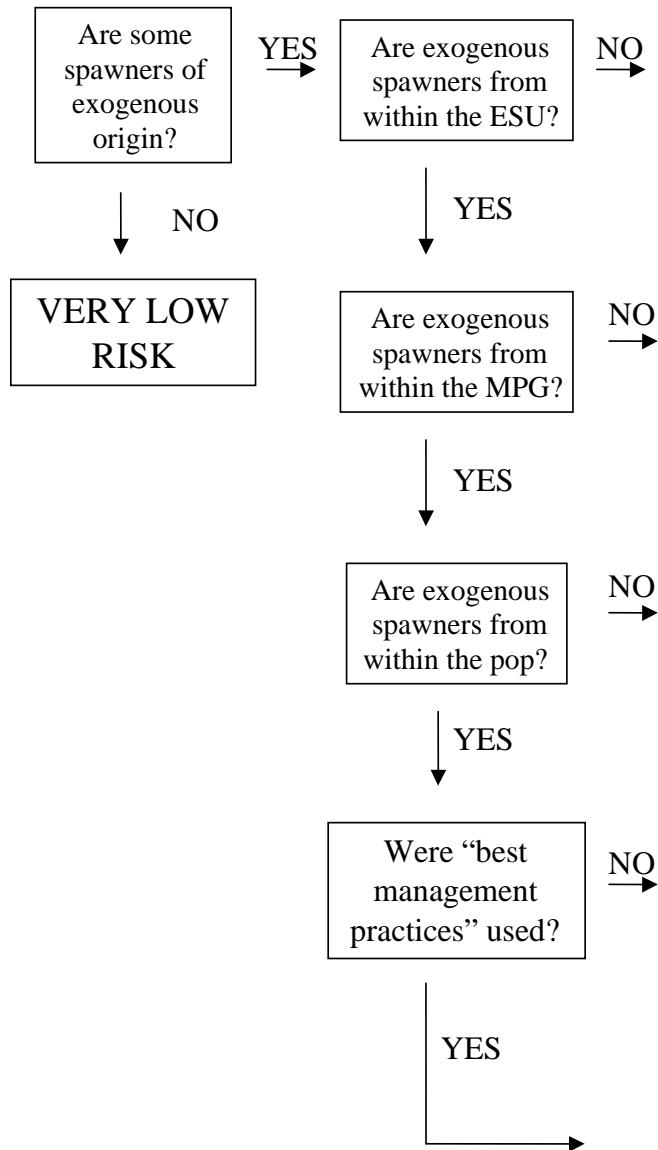 Are some
spawners of
exogenous
origin?
YES
Are exogenous
spawners from
within the ESU?
NO
NO
YES
VERY LOW
RISK
Are exogenous
spawners from
within the MPG?
NO
YES
Are exogenous
spawners from
within the pop?
NO
YES
Were “best
management
practices” used?
NO
YES